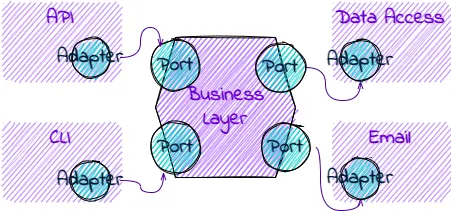 API
Adapter
Data Access
Adapter
Port
Port
Business
Layer
Port
Port
CLI
Adapter
Email
Adapter